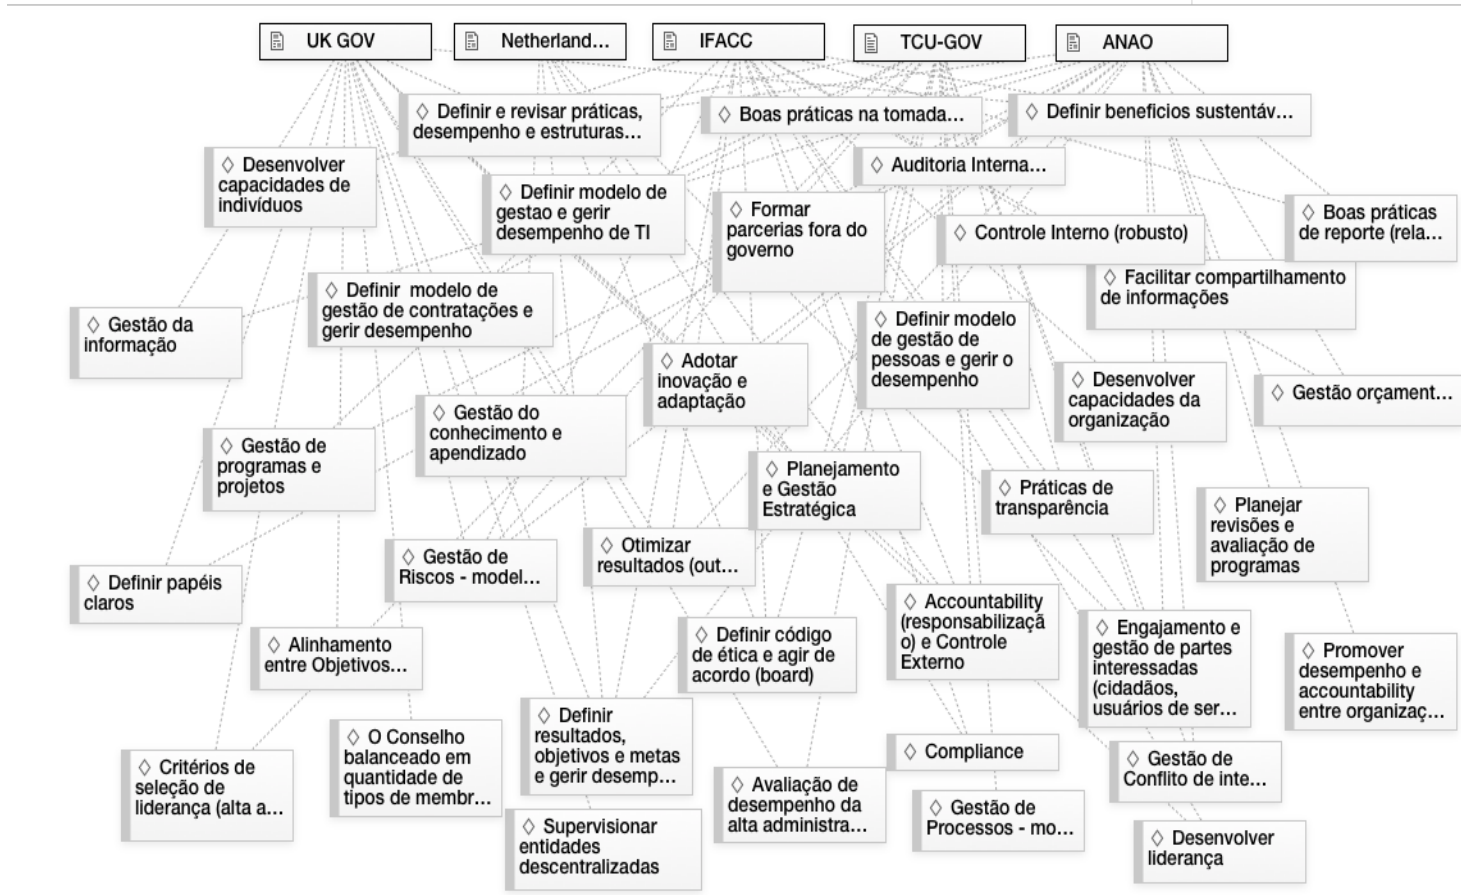 UK GOV
Netherland...
IFACC
TCU-GOV
ANAO
◇ Definir e revisar práticas,
desempenho e estruturas...
◇ Boas práticas na tomada...
◇ Definir beneficios sustentáv...
◇ Desenvolver
capacidades de
indivíduos
◇ Definir modelo de
gestao e gerir
desempenho de TI
◇ Auditoria Interna...
◇ Formar
parcerias fora do
governo
◇ Controle Interno (robusto)
◇ Boas práticas
de reporte (rela...
◇ Facilitar compartilhamento
de informações
◇ Definir modelo de
gestão de contratações e
gerir desempenho
◇ Gestão da
informação
◇ Definir modelo
de gestão de
pessoas e gerir o
desempenho
◇ Adotar
inovação e
adaptação
◇ Desenvolver
capacidades da
organização
◇ Gestão orçament...
◇ Gestão do
conhecimento e
apendizado
◇ Gestão de
programas e
projetos
◇ Planejamento
e Gestão
Estratégica
◇ Práticas de
transparência
◇ Planejar
revisões e
avaliação de
programas
◇ Otimizar
resultados (out...
◇ Gestão de
Riscos - model...
◇ Definir papéis
claros
◇ Accountability
(responsabilizaçã
o) e Controle
Externo
◇ Engajamento e
gestão de partes
interessadas
(cidadãos,
usuários de ser...
◇ Alinhamento
entre Objetivos...
◇ Definir código
de ética e agir de
acordo (board)
◇ Promover
desempenho e
accountability
entre organizaç...
◇ Definir
resultados,
objetivos e metas
e gerir desemp...
◇ O Conselho
balanceado em
quantidade de
tipos de membr...
◇ Compliance
◇ Gestão de
Conflito de inte...
◇ Critérios de
seleção de
liderança (alta a...
◇ Avaliação de
desempenho da
alta administra...
◇ Gestão de
Processos - mo...
◇ Supervisionar
entidades
descentralizadas
◇ Desenvolver
liderança